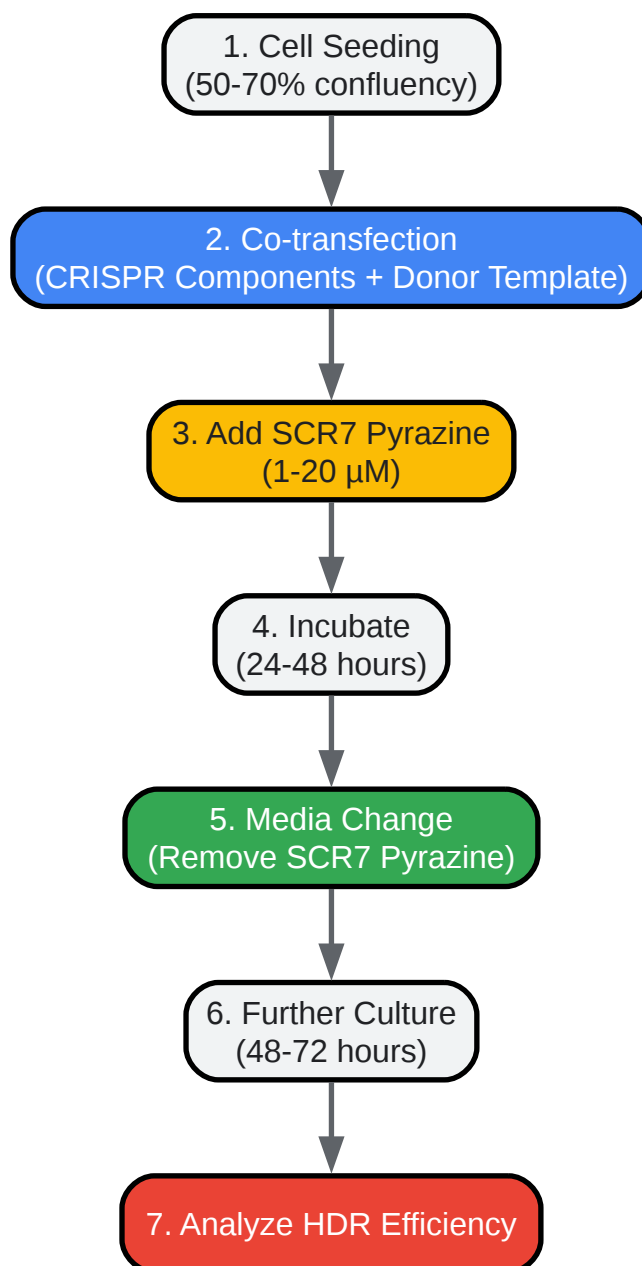 1. Cell Seeding
(50-70% confluency)
2. Co-transfection
(CRISPR Components + Donor Template)
3. Add SCR7 Pyrazine
(1-20 µM)
4. Incubate
(24-48 hours)
5. Media Change
(Remove SCR7 Pyrazine)
6. Further Culture
(48-72 hours)
7. Analyze HDR Efficiency